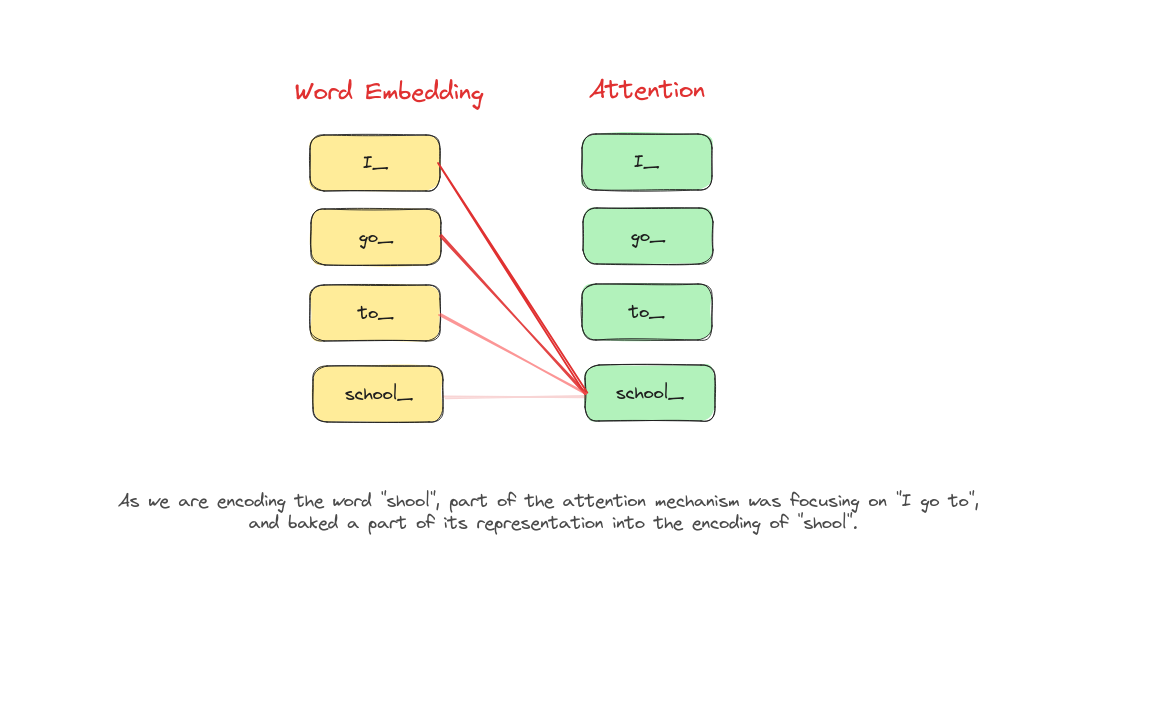 Word Embedding Attention
I_ I_
go_ go_
to_ to_
school_ school_
As we are encoding the word "shool", part of the attention mechanism was focusing on "I go to",
and baked a part of its representation into the encoding of "shool".